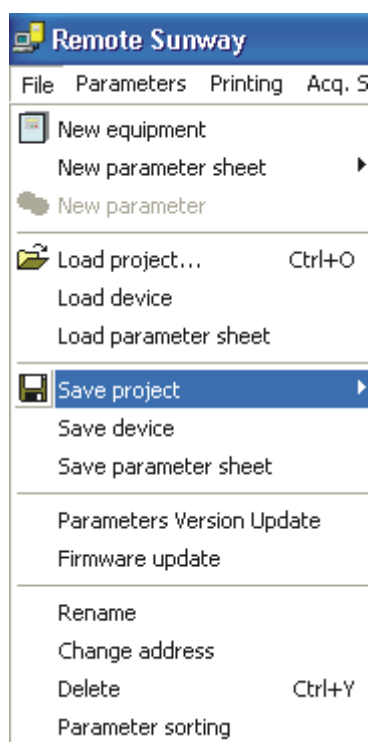 Remote Sunway
File Parameters Printing Acq. S
New equipment
New parameter sheet
New parameter
Load project... Ctrl+O
Load device
Load parameter sheet
Save project
Save device
Save parameter sheet
Parameters Version Update
Firmware update
Rename
Change address
Delete Ctrl+Y
Parameter sorting